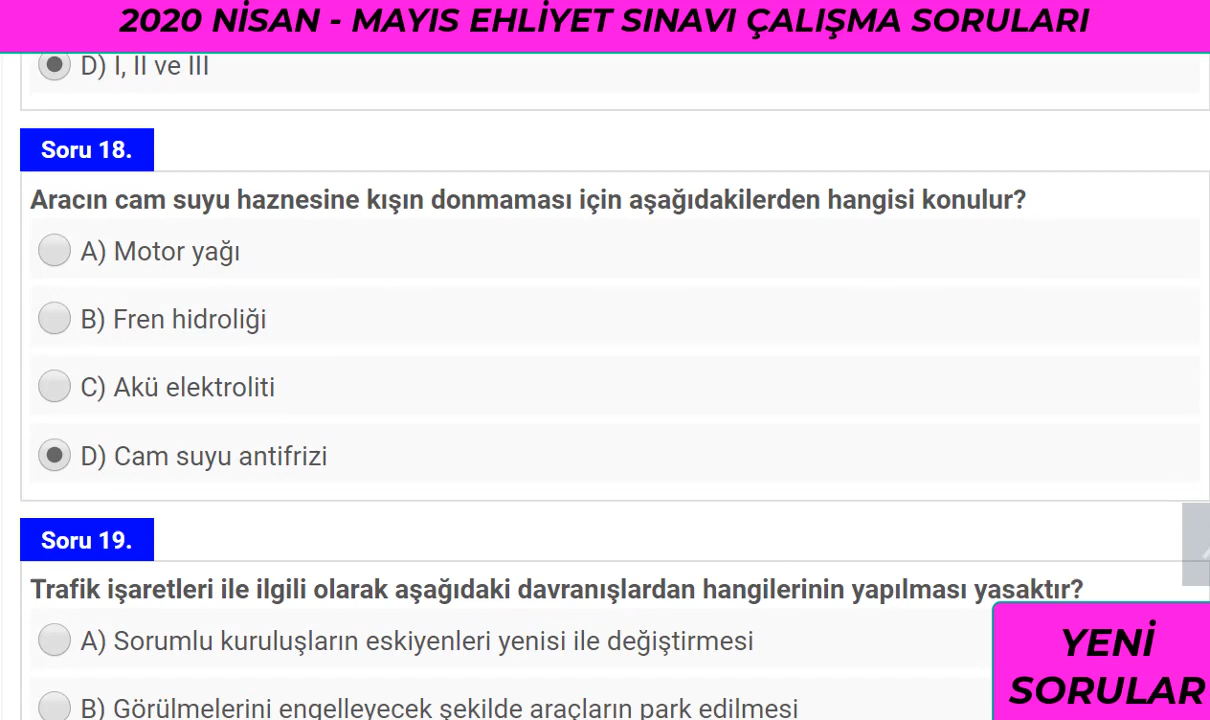 2020 NİSAN - MAYIS EHLİYET SINAVI ÇALIŞMA SORULARI
D) I, II ve III
Soru 18.
Aracın cam suyu haznesine kışın donmaması için aşağıdakilerden hangisi konulur?
A) Motor yağı
B) Fren hidroliği
C) Akü elektroliti
D) Cam suyu antifrizi
Soru 19.
Trafik işaretleri ile ilgili olarak aşağıdaki davranışlardan hangilerinin yapılması yasaktır?
A) Sorumlu kuruluşların eskiyenleri yenisi ile değiştirmesi
B) Görülmelerini engelleyecek şekilde araçların park edilmesi
YENİ
SORULAR